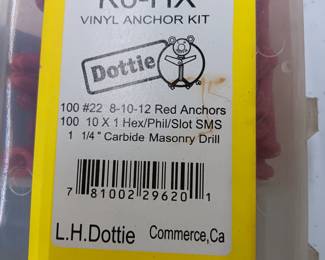 VINYL ANCHOR KIT
Dottie
100 #22 8-10-12 Red Anchors
100 10 X 1 Hex/Phil/Slot SMS
1 1/4" Carbide Masonry Drill
7 81002 29620 1
L.H.Dottie Commerce,Ca